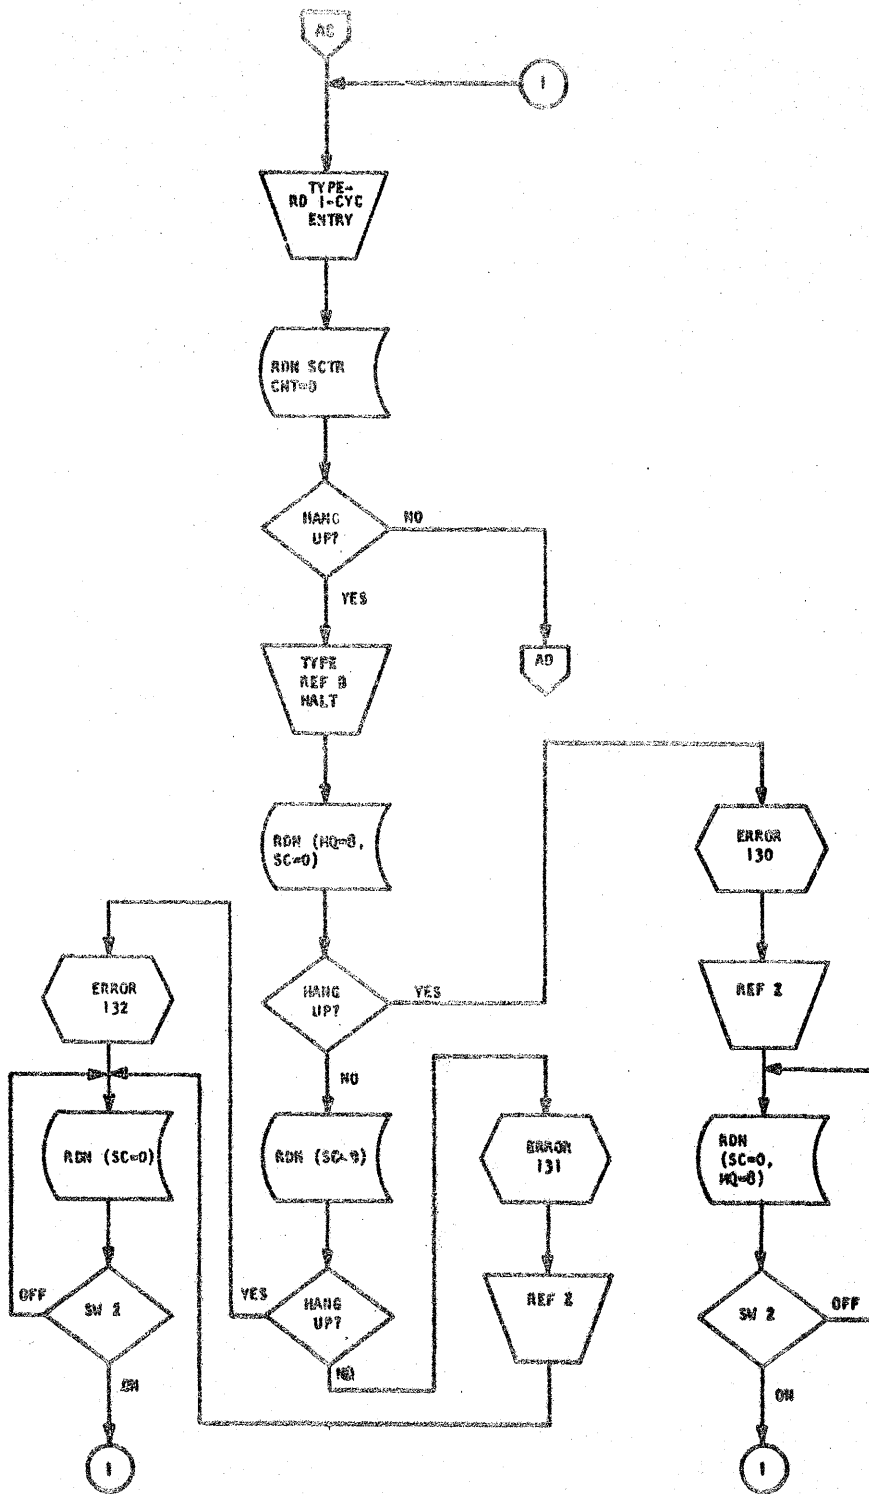 AC
1
TYPE-
RD 1-CYC
ENTRY
RDN SCTR
CNT=0
HANG
UP?
NO
YES
TYPE
REF B
HALT
AD
RDN (MQ=8,
SC=0)
ERROR
130
ERROR
132
HANG
UP?
YES
REF 2
NO
RDN (SC=0)
RDN (SC=8)
ERROR
131
RDN
(SC=0,
MQ=8)
OFF
SW 2
YES
HANG
UP?
REF 2
SW 2
OFF
NO
ON
ON
1
1